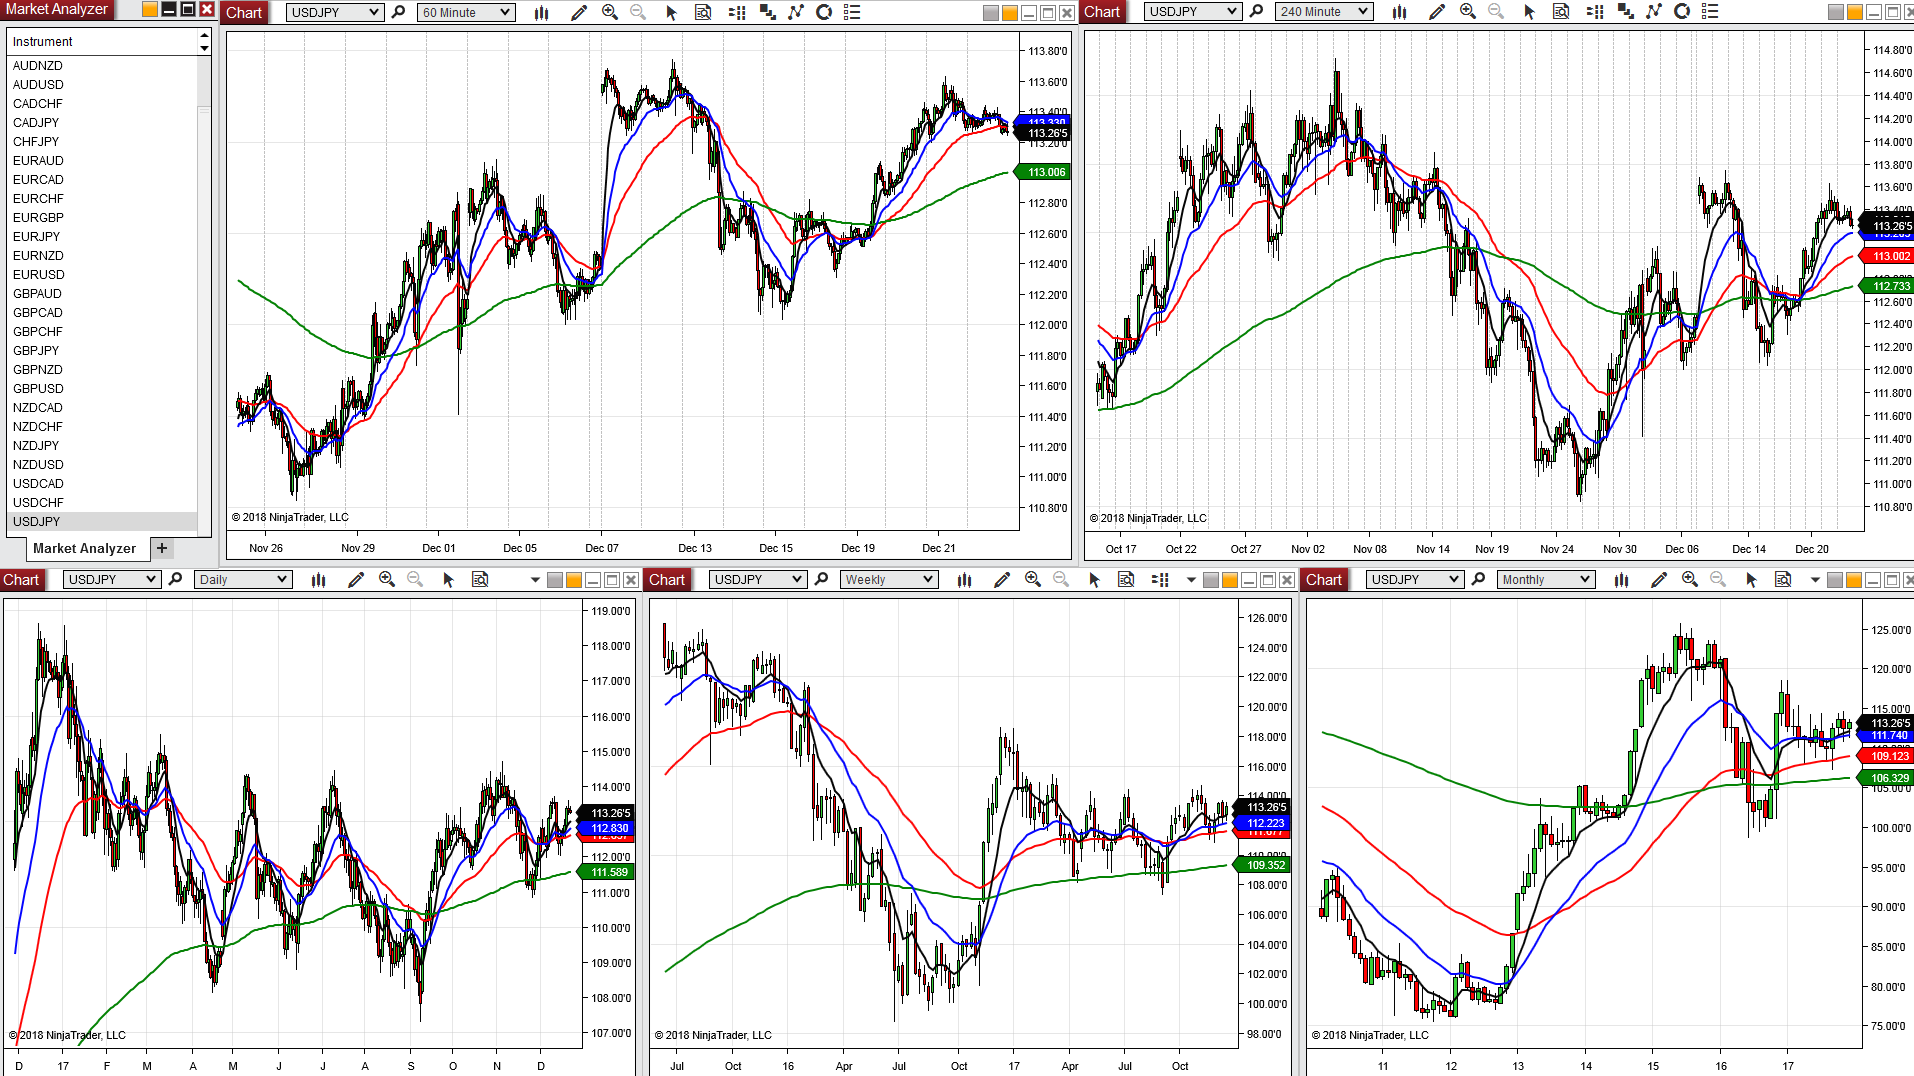 Market Analyzer
Instrument
AUDNZD
AUDUSD
CADCHF
CADJPY
CHFJPY
EURAUD
EURCAD
EURCHF
EURGBP
EURJPY
EURNZD
EURUSD
GBPAUD
GBPCAD
GBPCHF
GBPJPY
GBPNZD
GBPUSD
NZDCAD
NZDCHF
NZDJPY
NZDUSD
USDCAD
USDCHF
USDJPY
Market Analyzer +
Chart USDJPY 60 Minute
113.80'0
113.60'0
113.40'0
113.330
113.26'5
113.20'0
113.006
112.80'0
112.60'0
112.40'0
112.20'0
112.00'0
111.80'0
111.60'0
111.40'0
111.20'0
111.00'0
110.80'0
© 2018 NinjaTrader, LLC
Nov 26 Nov 29 Dec 01 Dec 05 Dec 07 Dec 13 Dec 15 Dec 19 Dec 21
Chart USDJPY 240 Minute
114.80'0
114.60'0
114.40'0
114.20'0
114.00'0
113.80'0
113.60'0
113.40'0
113.26'5
113.002
112.733
112.60'0
112.40'0
112.20'0
112.00'0
111.80'0
111.60'0
111.40'0
111.20'0
111.00'0
110.80'0
© 2018 NinjaTrader, LLC
Oct 17 Oct 22 Oct 27 Nov 02 Nov 08 Nov 14 Nov 19 Nov 24 Nov 30 Dec 06 Dec 14 Dec 20
Chart USDJPY Daily
119.00'0
118.00'0
117.00'0
116.00'0
115.00'0
114.00'0
113.26'5
112.830
112.00'0
111.589
111.00'0
110.00'0
109.00'0
108.00'0
107.00'0
© 2018 NinjaTrader, LLC
D 17 F M A M J J A S O N D
Chart USDJPY Weekly
126.00'0
124.00'0
122.00'0
120.00'0
118.00'0
116.00'0
114.00'0
113.26'5
112.223
110.00'0
109.352
108.00'0
106.00'0
104.00'0
102.00'0
100.00'0
98.00'0
© 2018 NinjaTrader, LLC
Jul Oct 16 Apr Jul Oct 17 Apr Jul Oct
Chart USDJPY Monthly
125.00'0
120.00'0
115.00'0
113.26'5
111.740
109.123
106.329
105.00'0
100.00'0
95.00'0
90.00'0
85.00'0
80.00'0
75.00'0
© 2018 NinjaTrader, LLC
11 12 13 14 15 16 17